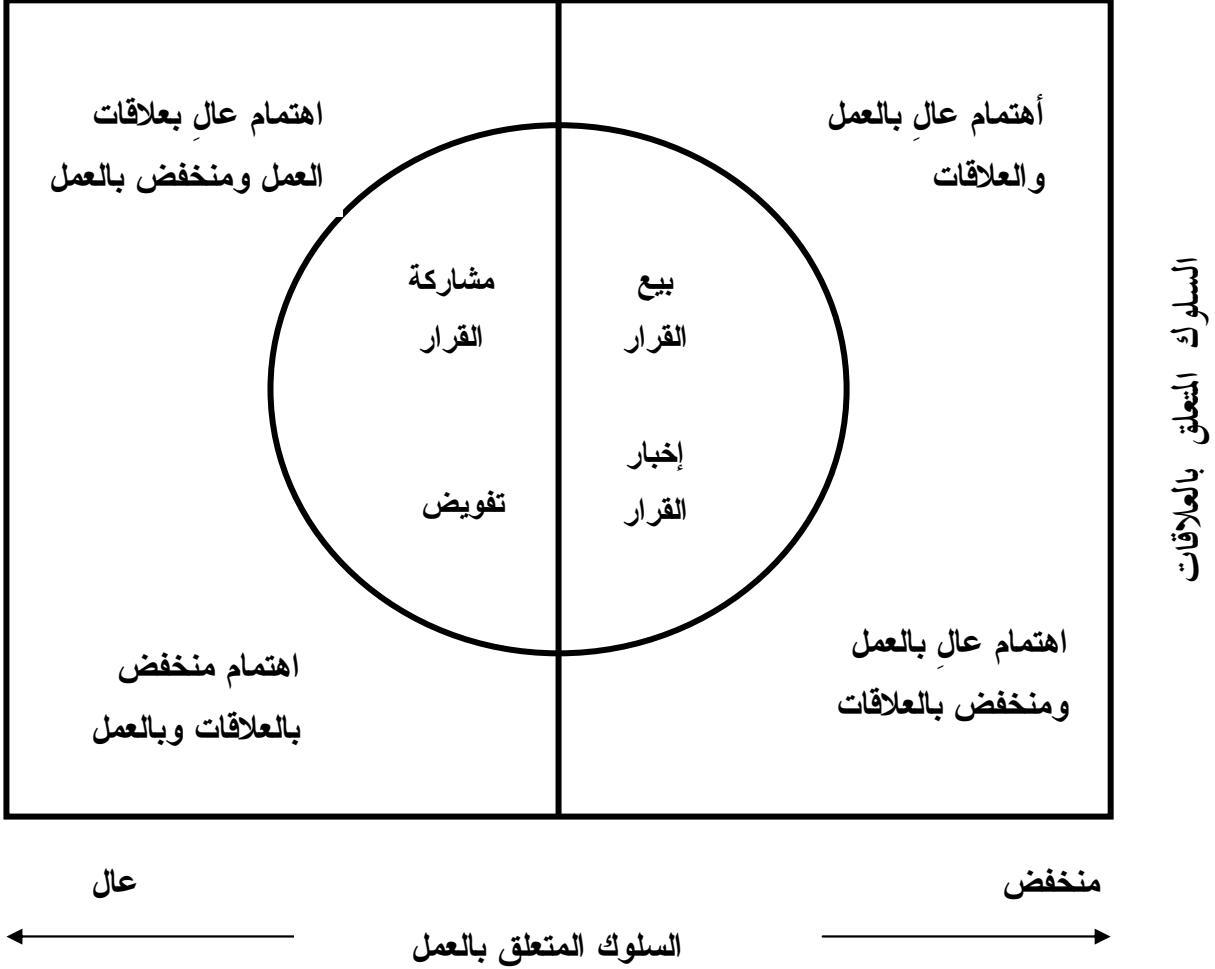 أهتمام عالِ بالعمل
والعلاقات
اهتمام عالِ بعلاقات
العمل ومنخفض بالعمل
بيع
القرار
مشاركة
القرار
إخبار
القرار
تفويض
اهتمام عالِ بالعمل
ومنخفض بالعلاقات
اهتمام منخفض
بالعلاقات وبالعمل
السلوك المتعلق بالعلاقات
منخفض
عال
السلوك المتعلق بالعمل